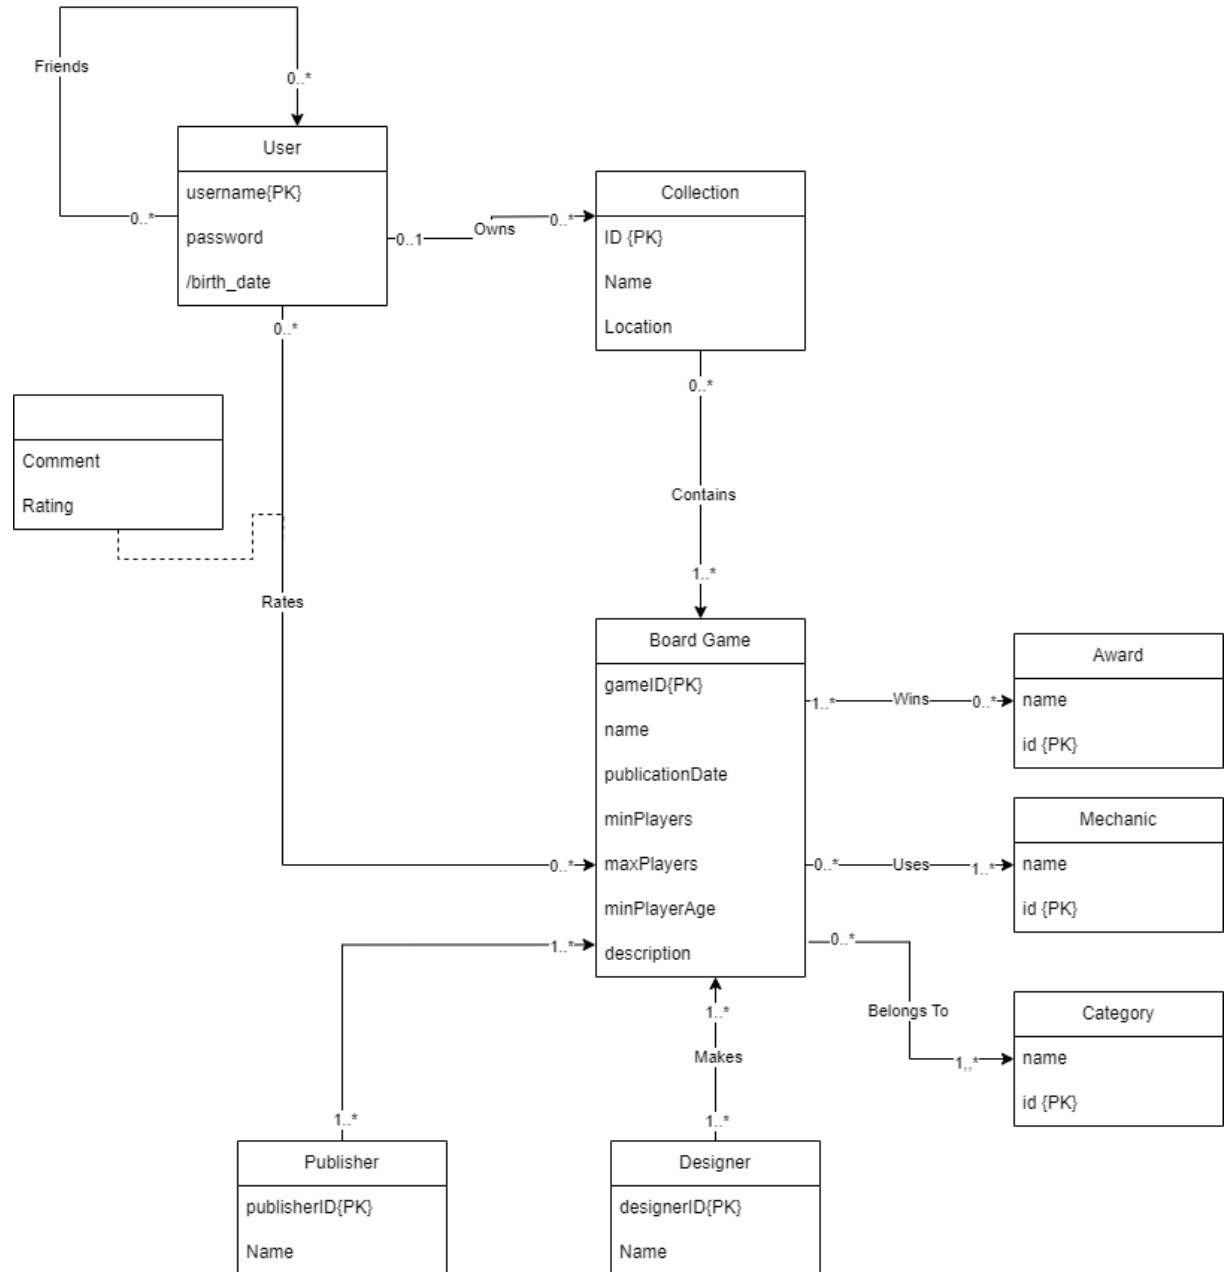 Friends
0..*
User
username{PK}
password
/birth_date
0..*
0..1
Owns
0..*
Collection
ID {PK}
Name
Location
0..*
0..*
Comment
Rating
Contains
Rates
1..*
Board Game
gameID{PK}
name
publicationDate
minPlayers
maxPlayers
minPlayerAge
description
1..*
Wins
0..*
Award
name
id {PK}
0..*
0..*
Uses
1..*
Mechanic
name
id {PK}
1..*
0..*
Belongs To
1,.*
Category
name
id {PK}
1..*
Makes
1..*
1..*
Publisher
publisherID{PK}
Name
Designer
designerID{PK}
Name